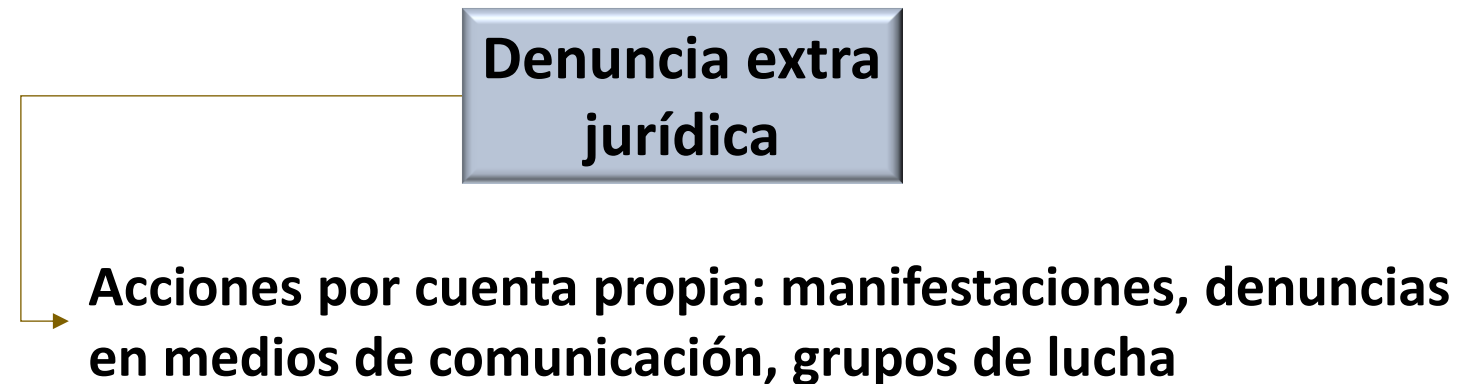 Denuncia extra
jurídica
Acciones por cuenta propia: manifestaciones, denuncias
en medios de comunicación, grupos de lucha